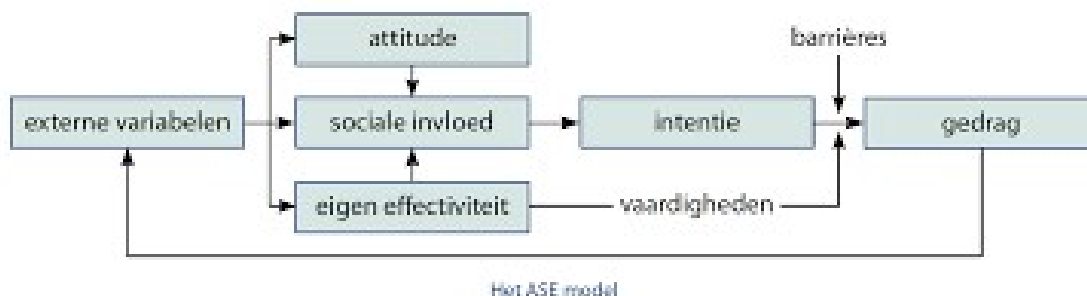 attitude
barrières
externe variabelen
sociale invloed
intentie
gedrag
eigen effectiviteit
vaardigheden
Het ASE model